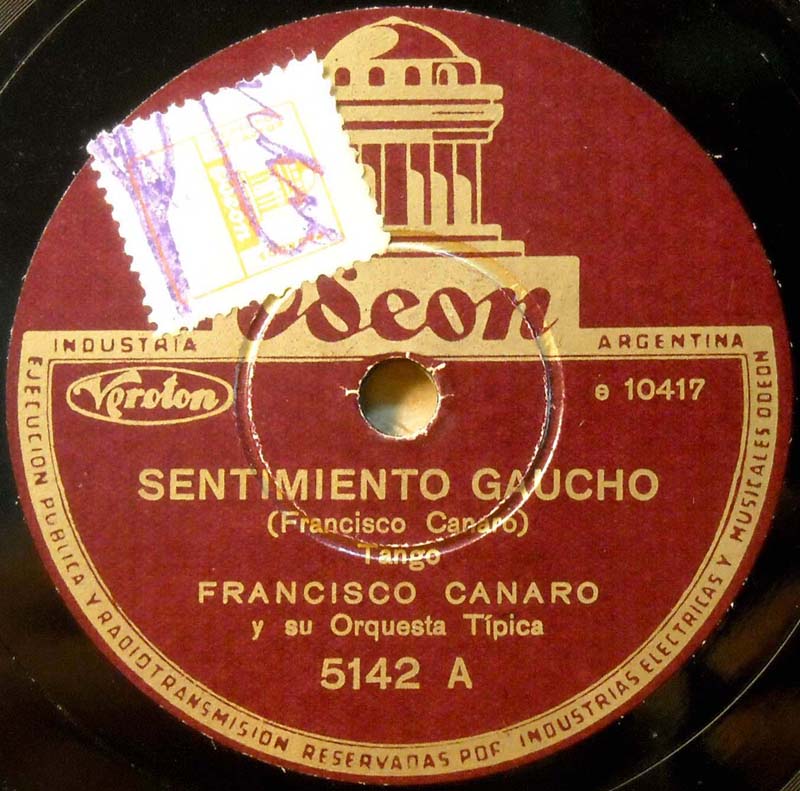 Odeon
INDUSTRIA ARGENTINA
Veroton
e 10417
SENTIMIENTO GAUCHO
(Francisco Canaro)
Tango
FRANCISCO CANARO
y su Orquesta Típica
5142 A
EJECUCION PUBLICA Y RADIOTRANSMISION RESERVADAS POR INDUSTRIAS ELECTRICAS Y MUSICALES ODEON